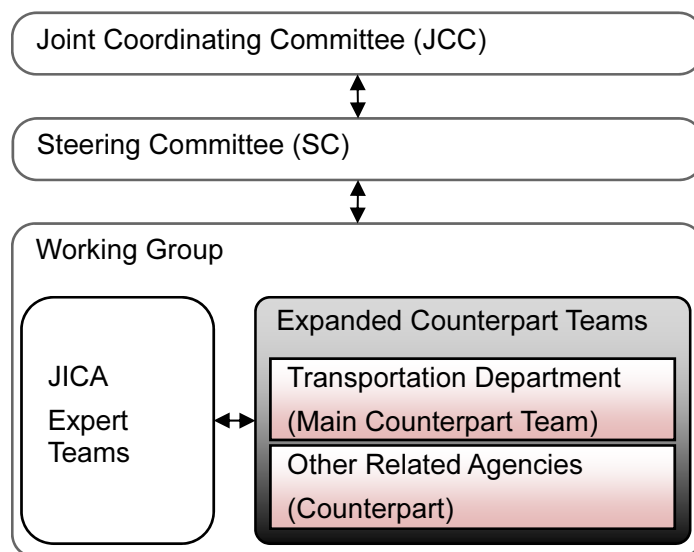 Joint Coordinating Committee (JCC)
Steering Committee (SC)
Working Group
JICA
Expert
Teams
Expanded Counterpart Teams
Transportation Department
(Main Counterpart Team)
Other Related Agencies
(Counterpart)